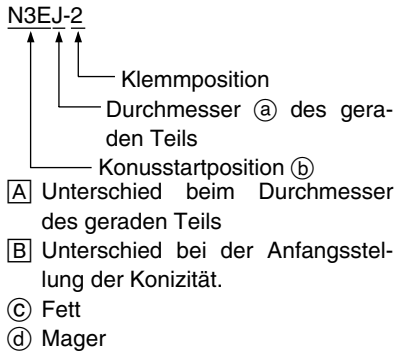 N3EJ-2
Klemmposition
Durchmesser ⓐ des gera-
den Teils
Konusstartposition ⓑ
🄰 Unterschied beim Durchmesser
des geraden Teils
🄱 Unterschied bei der Anfangsstel-
lung der Konizität.
ⓒ Fett
ⓓ Mager